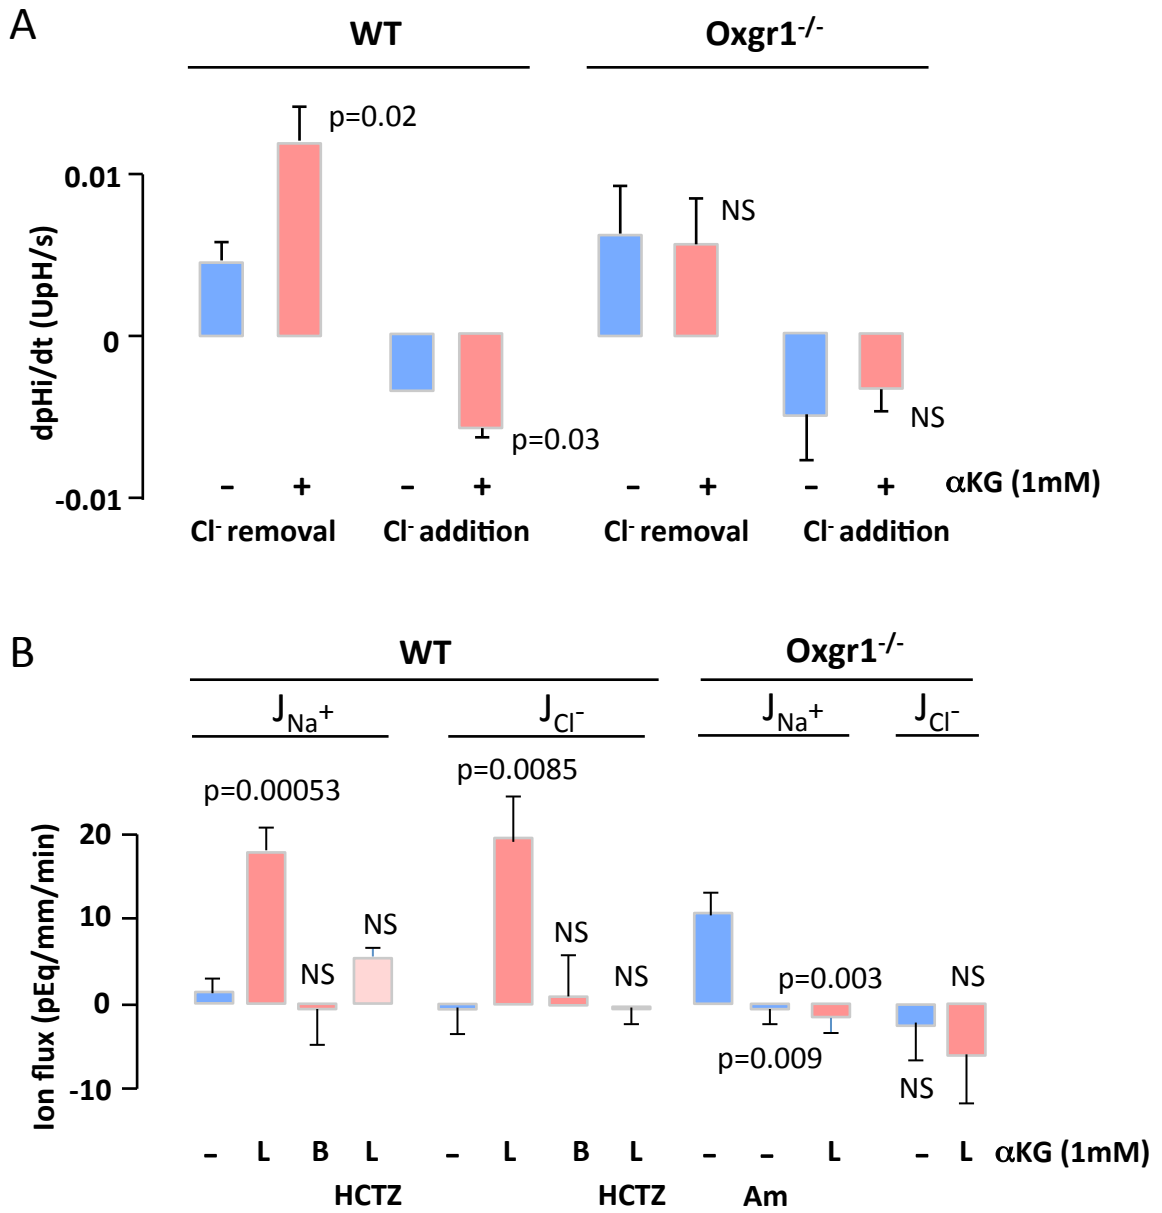 A
WT Oxgr1-/-
p=0.02
0.01
NS
dpHi/dt (UpH/s)
0
NS
p=0.03
-0.01
– + – + – + – + αKG (1mM)
Cl- removal Cl- addition Cl- removal Cl- addition
B
WT Oxgr1-/-
JNa+ JCl- JNa+ JCl-
p=0.0085
p=0.00053
Ion flux (pEq/mm/min)
20
10
NS NS
NS NS p=0.003 NS
0
p=0.009
-10
NS
– L B L – L B L – – L – L αKG (1mM)
HCTZ HCTZ Am